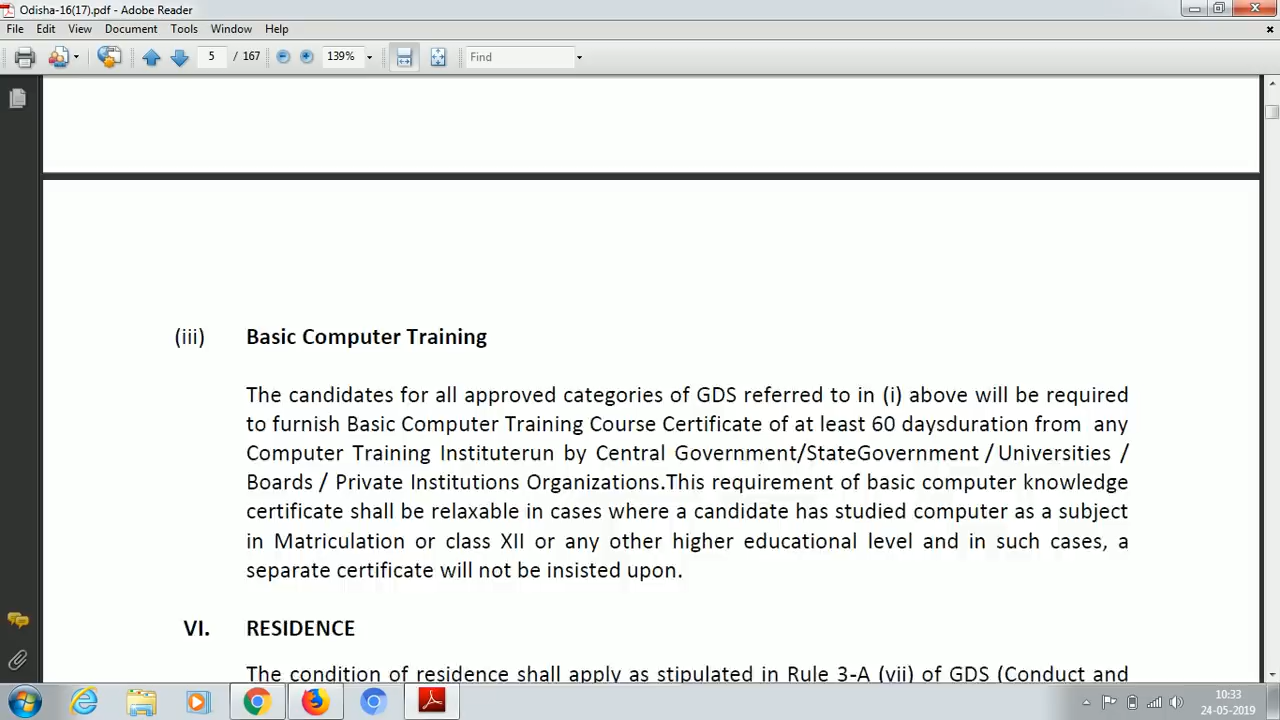 Odisha-16(17).pdf - Adobe Reader
File Edit View Document Tools Window Help
5 / 167 139% Find
(iii) Basic Computer Training
The candidates for all approved categories of GDS referred to in (i) above will be required
to furnish Basic Computer Training Course Certificate of at least 60 daysduration from any
Computer Training Instituterun by Central Government/StateGovernment / Universities /
Boards / Private Institutions Organizations.This requirement of basic computer knowledge
certificate shall be relaxable in cases where a candidate has studied computer as a subject
in Matriculation or class XII or any other higher educational level and in such cases, a
separate certificate will not be insisted upon.
VI. RESIDENCE
The condition of residence shall apply as stipulated in Rule 3-A (vii) of GDS (Conduct and
10:33
24-05-2019